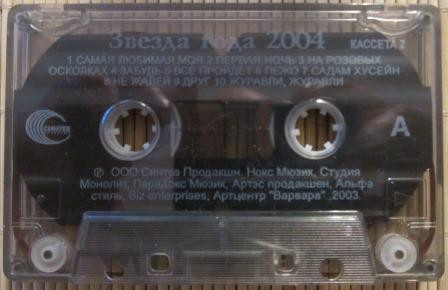 Звезда года 2004
КАССЕТА 2
1 САМАЯ ЛЮБИМАЯ МОЯ 2.ПЕРВАЯ НОЧЬ 3.НА РОЗОВЫХ
ОСКОЛКАХ 4 ЗАБУДЬ 5 ВСЕ ПРОЙДЕТ 6 ПЕЖО 7 САДАМ ХУСЕЙН
8.НЕ ЖАЛЕЙ 9.ДРУГ 10 ЖУРАВЛИ, ЖУРАВЛИ
СИНТЕЗ
A
℗ ООО Синтез Продакшн, Нокс Мюзик, Студия
Монолит, Парадокс Мюзик, Артэс продакшен, Альфа
стиль, Biz enterprises, Артцентр "Варвара" ,2003.